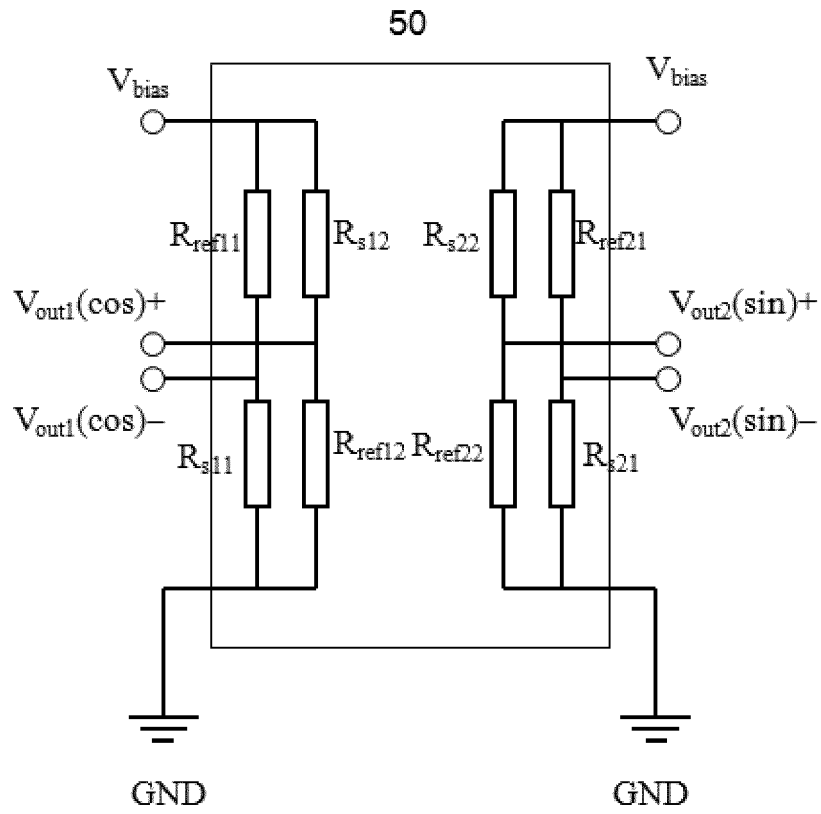 50
Vbias
Vbias
Rref11
Rs12
Rs22
Rref21
Vout1(cos)+
Vout2(sin)+
Vout1(cos)–
Vout2(sin)–
Rs11
Rref12
Rref22
Rs21
GND
GND